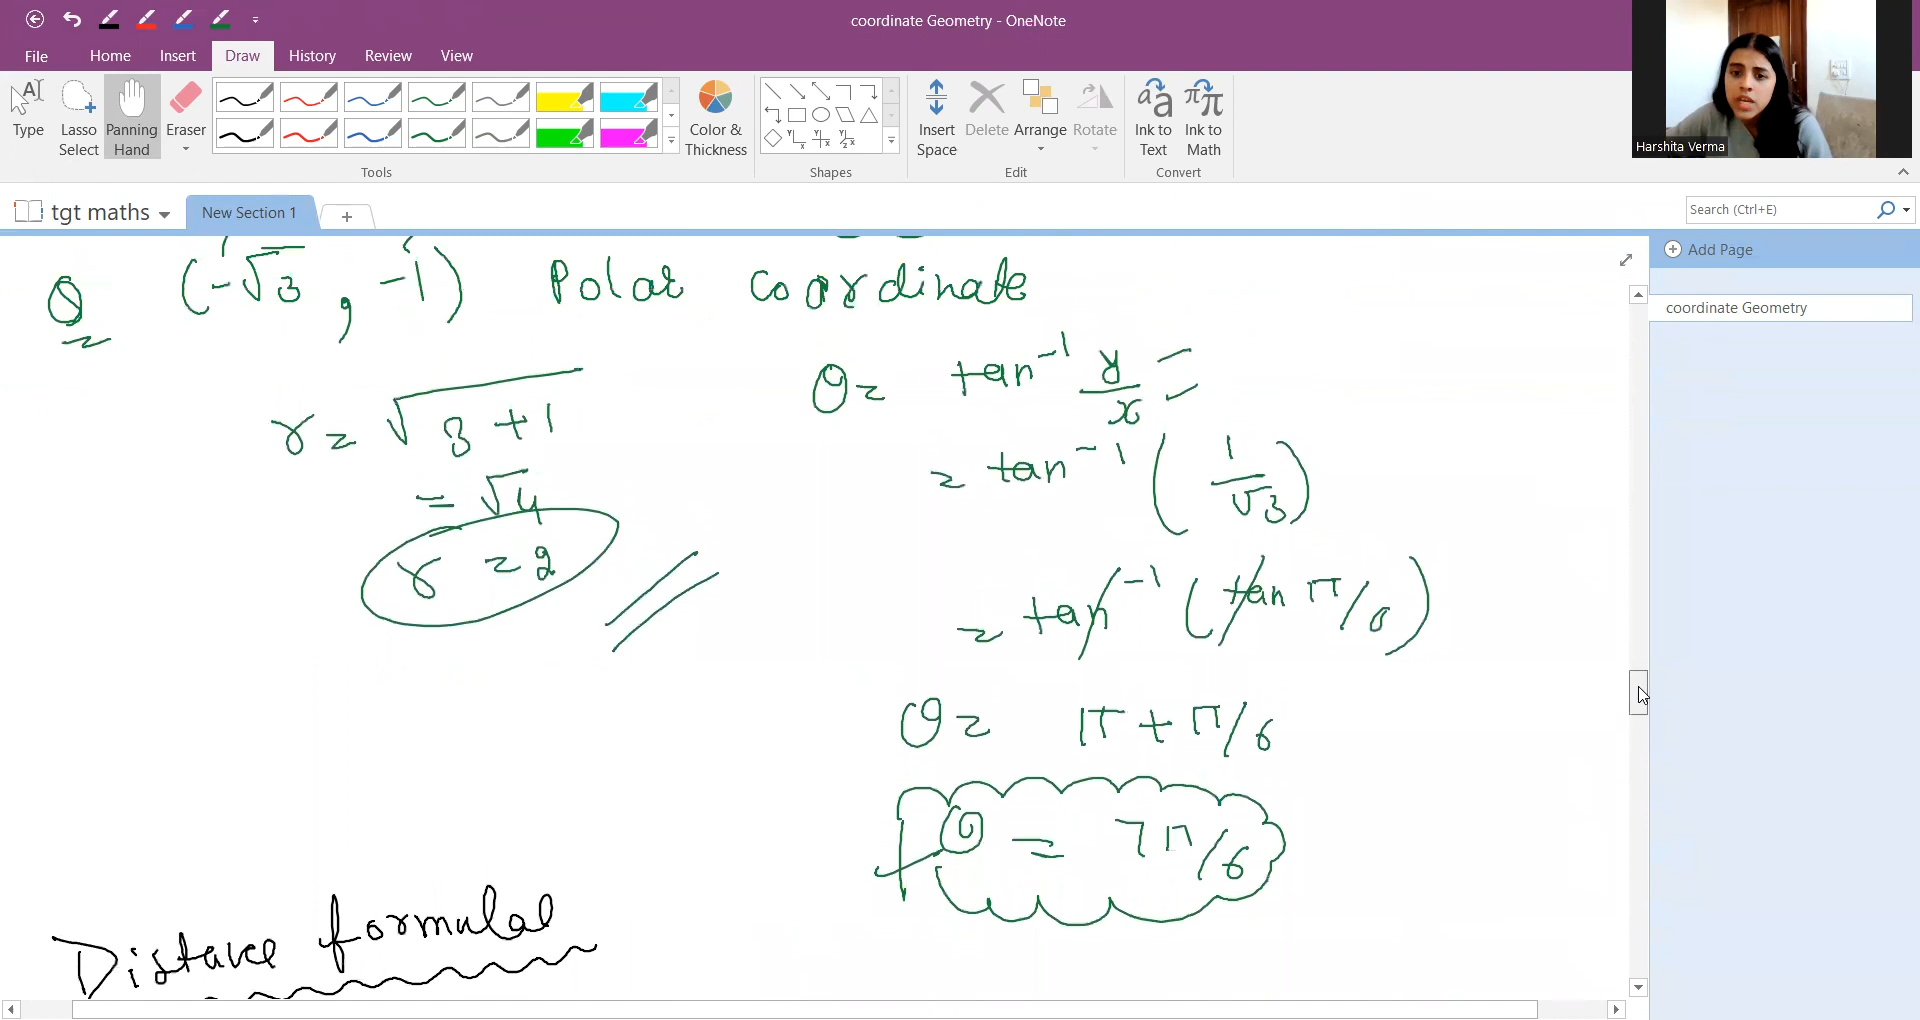 coordinate Geometry - OneNote
File Home Insert Draw History Review View
Type Lasso Select Panning Hand Eraser Color & Thickness Insert Space Delete Arrange Rotate Ink to Text Ink to Math
Tools Shapes Edit Convert
Harshita Verma
tgt maths New Section 1 Search (Ctrl+E)
Add Page
coordinate Geometry
Q (-√3, -1) Polar coordinate
r = √3+1
= √4
r = 2
θ = tan⁻¹ y/x =
= tan⁻¹ (1/√3)
= tan⁻¹ (tan π/6)
θ = π + π/6
θ = 7π/6
Distance formulal